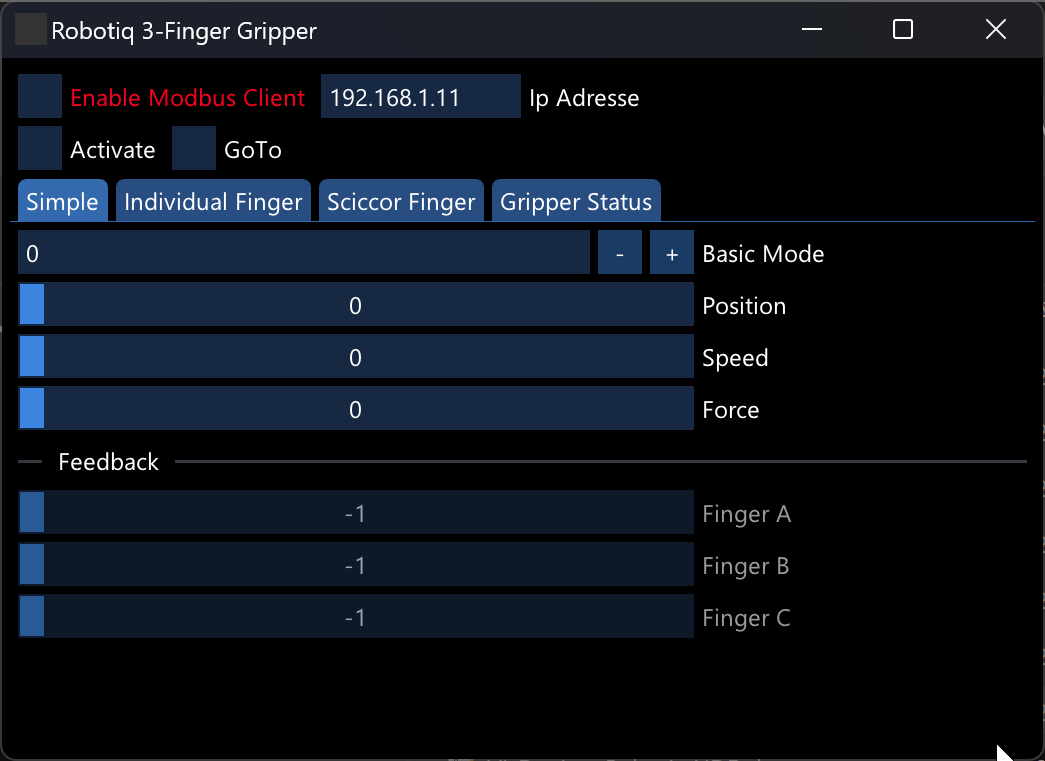 Robotiq 3-Finger Gripper
Enable Modbus Client 192.168.1.11 Ip Adresse
Activate GoTo
Simple Individual Finger Sciccor Finger Gripper Status
0 - + Basic Mode
0 Position
0 Speed
0 Force
Feedback
-1 Finger A
-1 Finger B
-1 Finger C